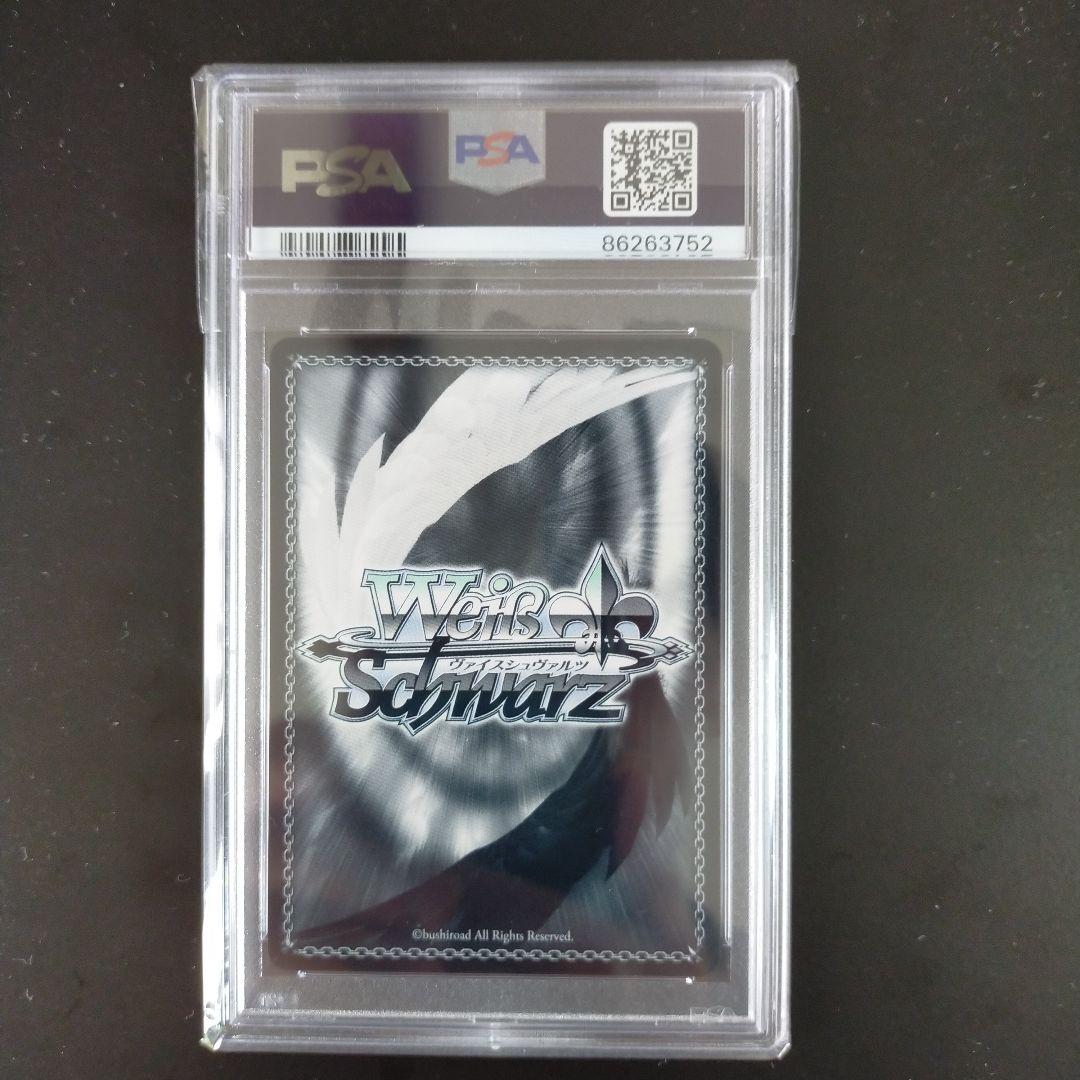 PSA PSA
86263752
Weiß
ヴァイスシュヴァルツ
Schwarz
©bushiroad All Rights Reserved.
PSA